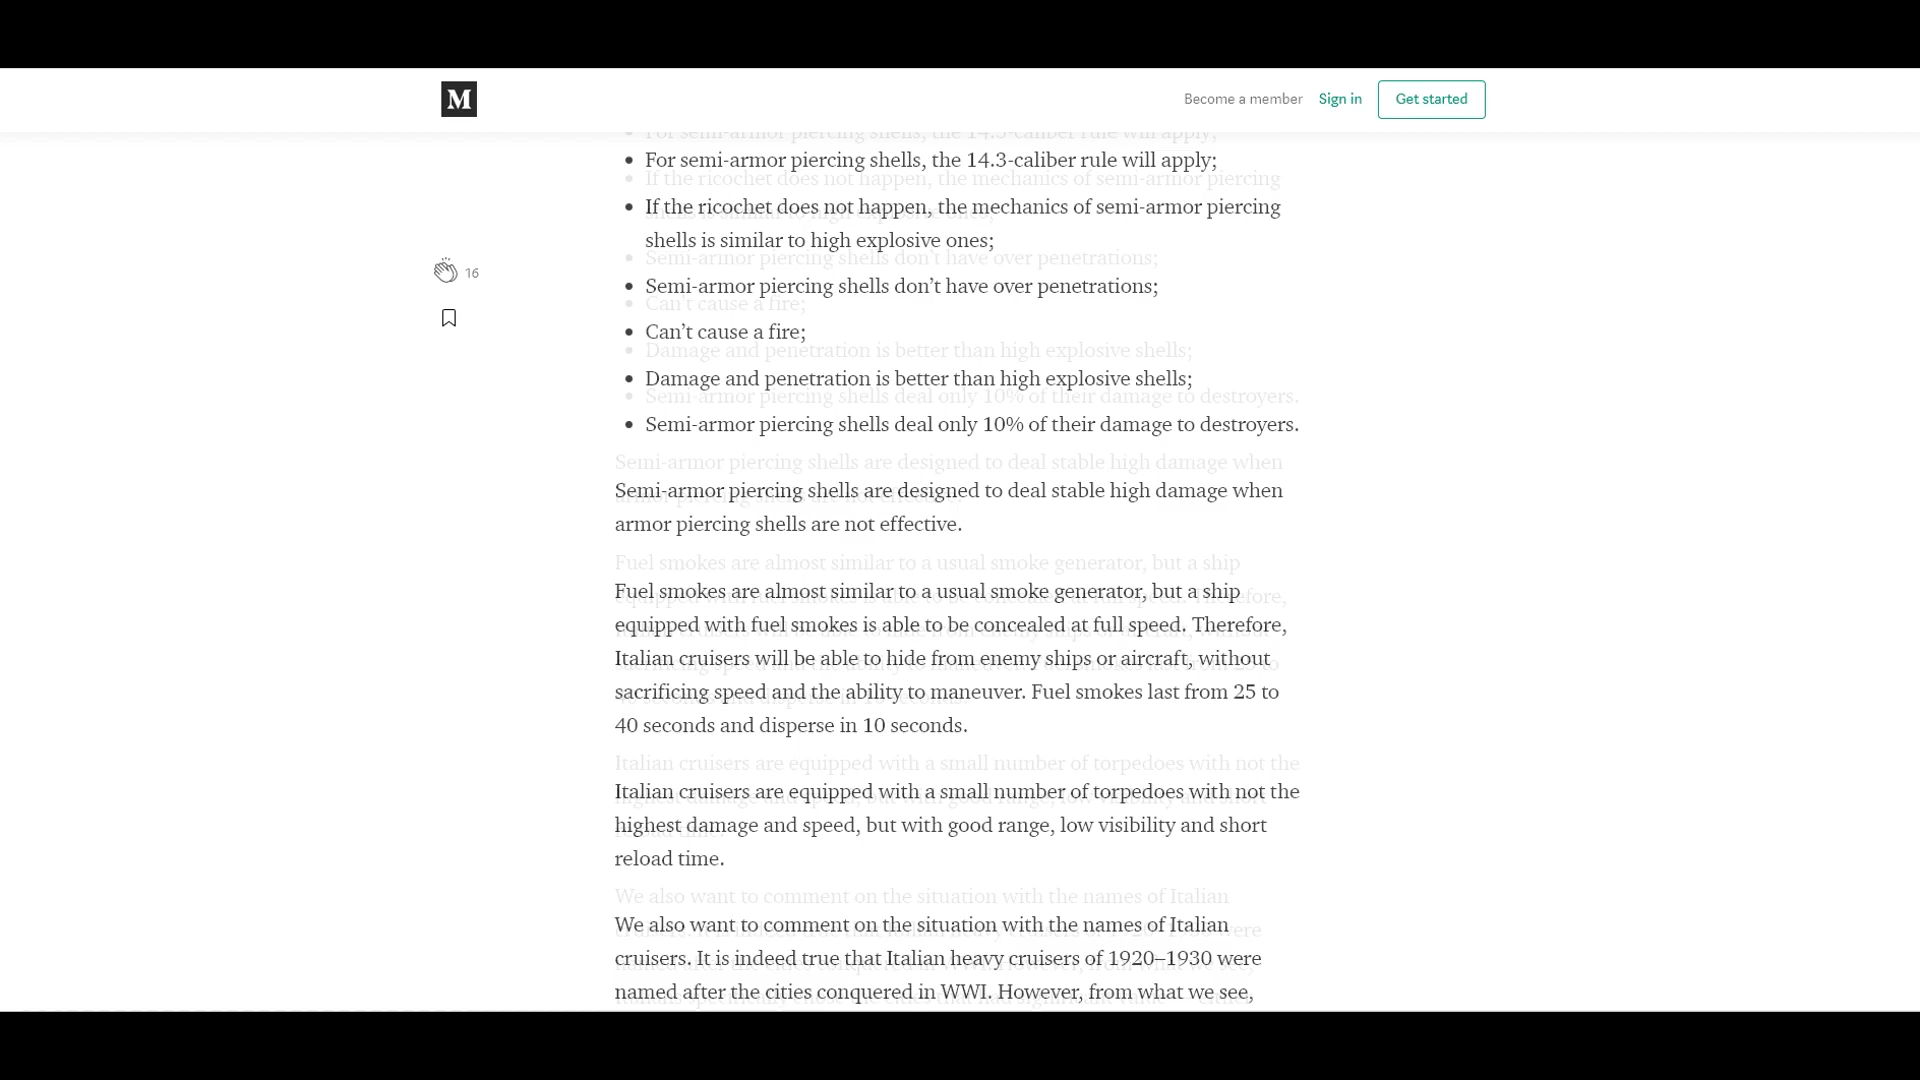 M
Become a member Sign in Get started
For semi-armor piercing shells, the 14.3-caliber rule will apply;
If the ricochet does not happen, the mechanics of semi-armor piercing
shells is similar to high explosive ones;
16
Semi-armor piercing shells don’t have over penetrations;
Can’t cause a fire;
Damage and penetration is better than high explosive shells;
Semi-armor piercing shells deal only 10% of their damage to destroyers.
Semi-armor piercing shells are designed to deal stable high damage when
armor piercing shells are not effective.
Fuel smokes are almost similar to a usual smoke generator, but a ship
equipped with fuel smokes is able to be concealed at full speed. Therefore,
Italian cruisers will be able to hide from enemy ships or aircraft, without
sacrificing speed and the ability to maneuver. Fuel smokes last from 25 to
40 seconds and disperse in 10 seconds.
Italian cruisers are equipped with a small number of torpedoes with not the
highest damage and speed, but with good range, low visibility and short
reload time.
We also want to comment on the situation with the names of Italian
cruisers. It is indeed true that Italian heavy cruisers of 1920–1930 were
named after the cities conquered in WWI. However, from what we see,